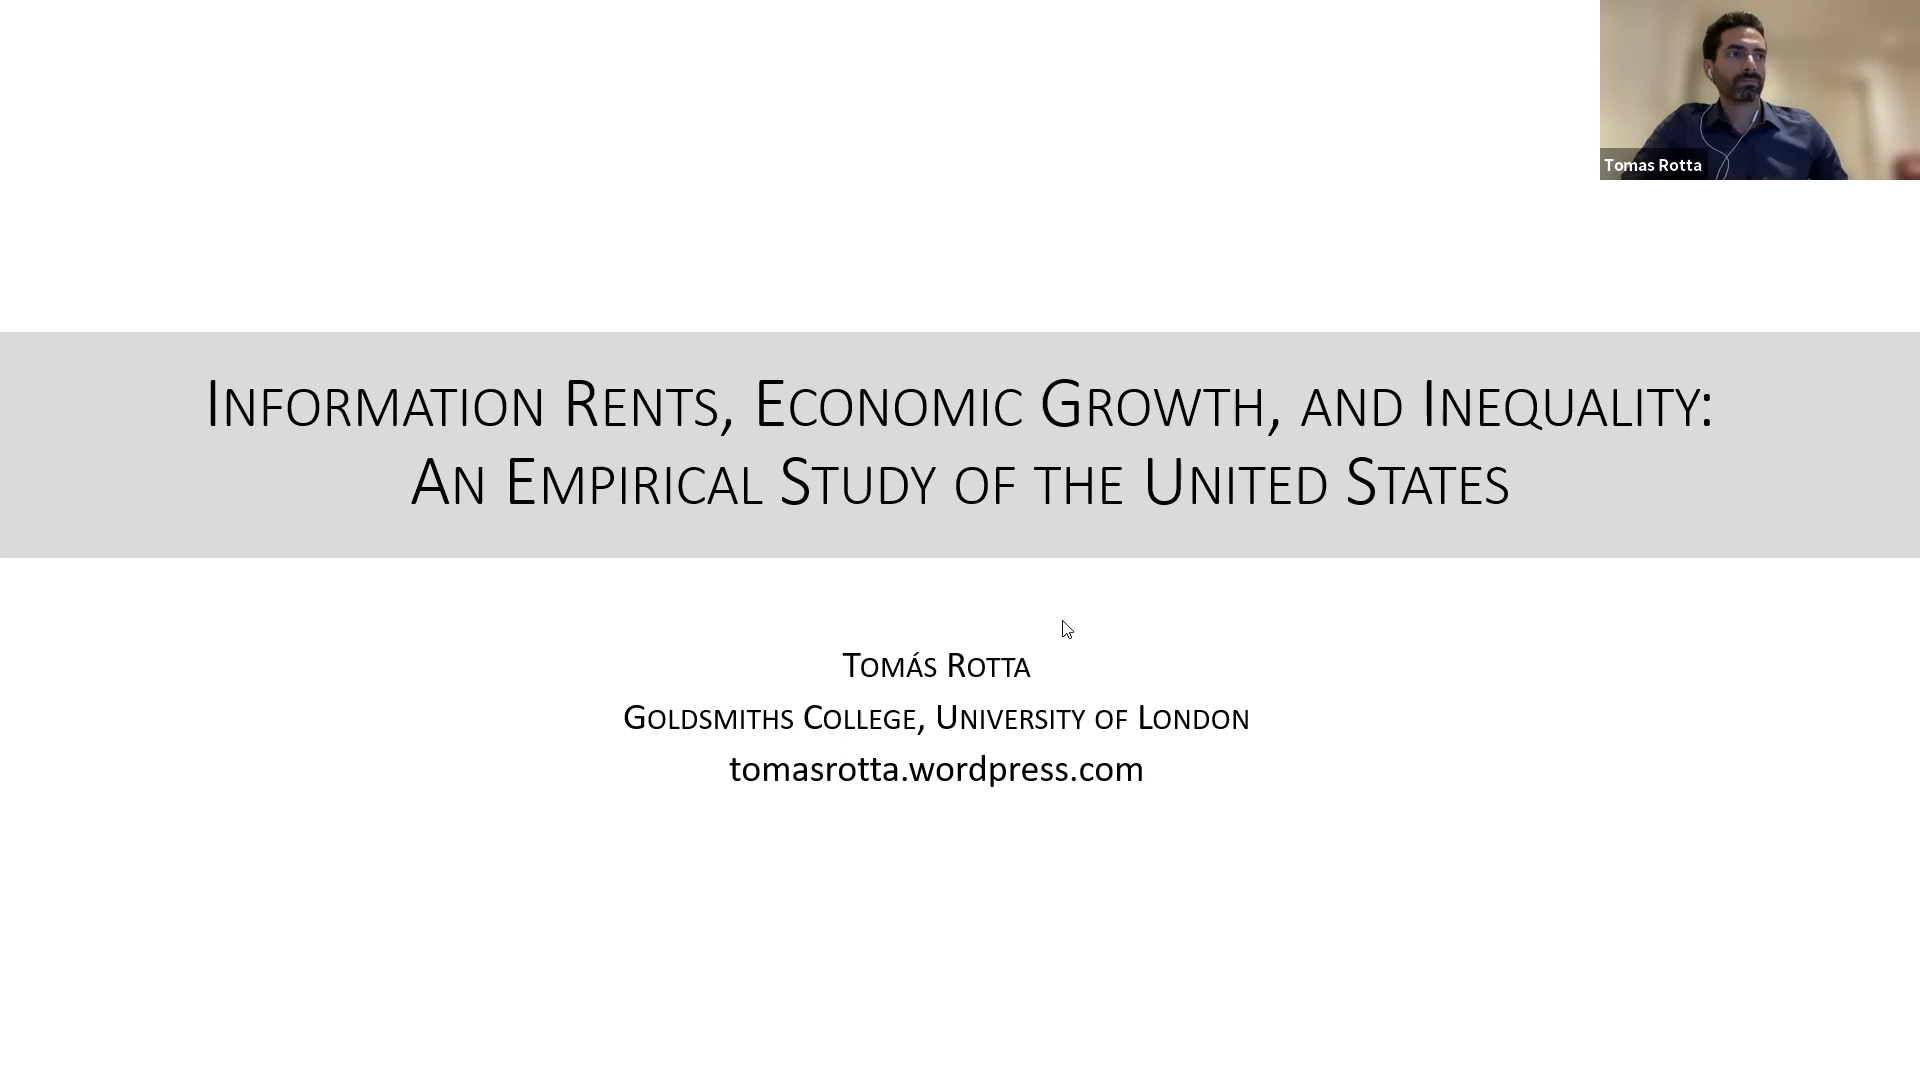 Tomas Rotta
Information Rents, Economic Growth, and Inequality:
An Empirical Study of the United States
Tomás Rotta
Goldsmiths College, University of London
tomasrotta.wordpress.com